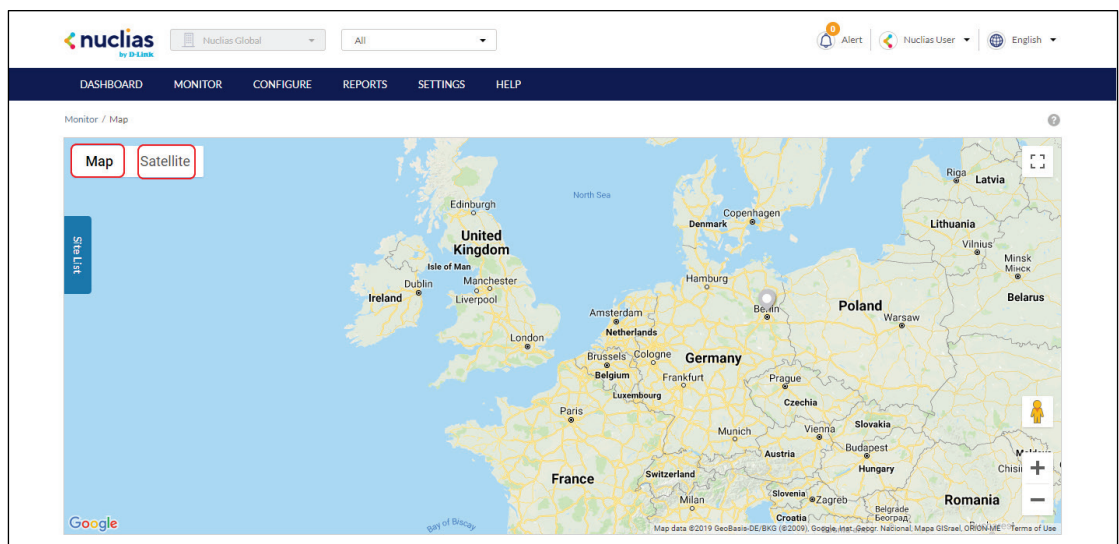 nuclias
by D-Link
Nuclias Global
All
0
Alert
Nuclias User
English
DASHBOARD MONITOR CONFIGURE REPORTS SETTINGS HELP
Monitor / Map
?
Map
Satellite
Site List
Riga
Latvia
North Sea
Edinburgh
Copenhagen
Denmark
Lithuania
United
Kingdom
Vilnius
Minsk
Мінск
Isle of Man
Manchester
Hamburg
Dublin
Ireland
Liverpool
Belarus
Poland
Amsterdam
Berlin
Warsaw
Netherlands
London
Brussels
Cologne
Germany
Belgium
Frankfurt
Prague
Luxembourg
Czechia
Paris
Munich
Vienna
Slovakia
Austria
Budapest
Hungary
France
Switzerland
Slovenia
Zagreb
Romania
Milan
Croatia
Belgrade
Београд
Google
Bay of Biscay
Map data ©2019 GeoBasis-DE/BKG (©2009), Google, Inst. Geogr. Nacional, Mapa GISrael, ORION-ME
Terms of Use